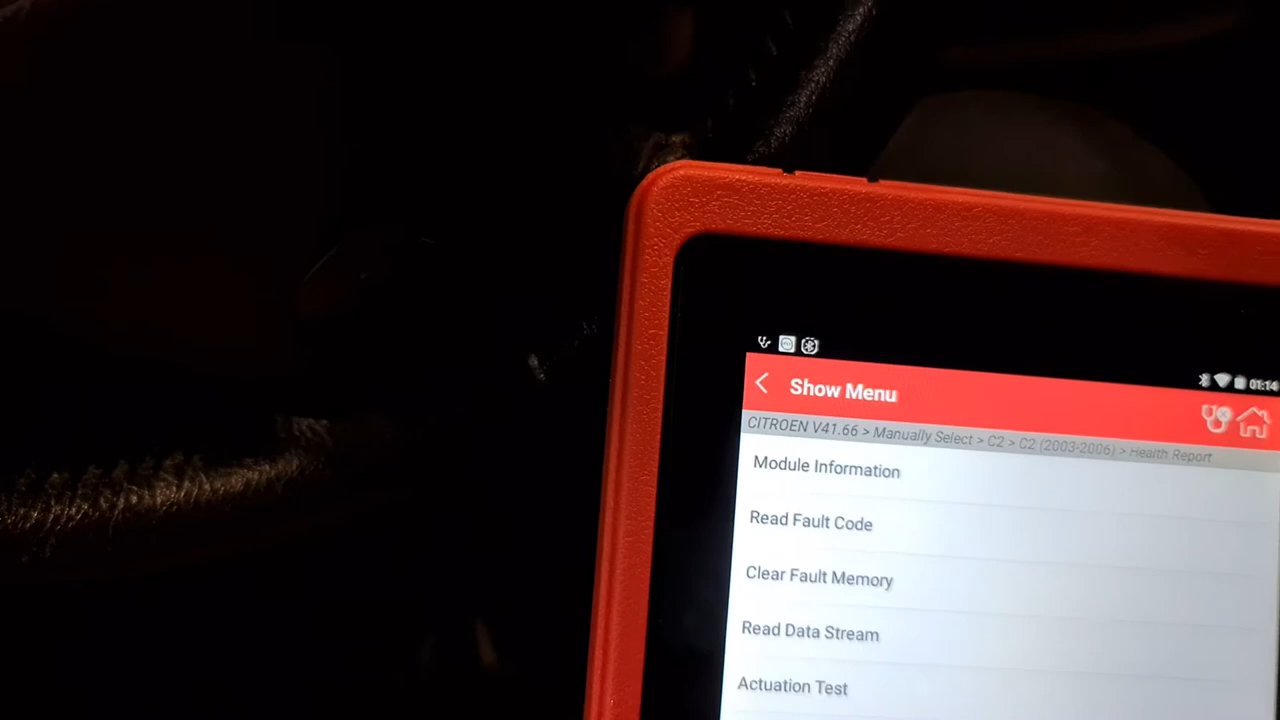 01:14
Show Menu
CITROEN V41.66 > Manually Select > C2 > C2 (2003-2006) > Health Report
Module Information
Read Fault Code
Clear Fault Memory
Read Data Stream
Actuation Test